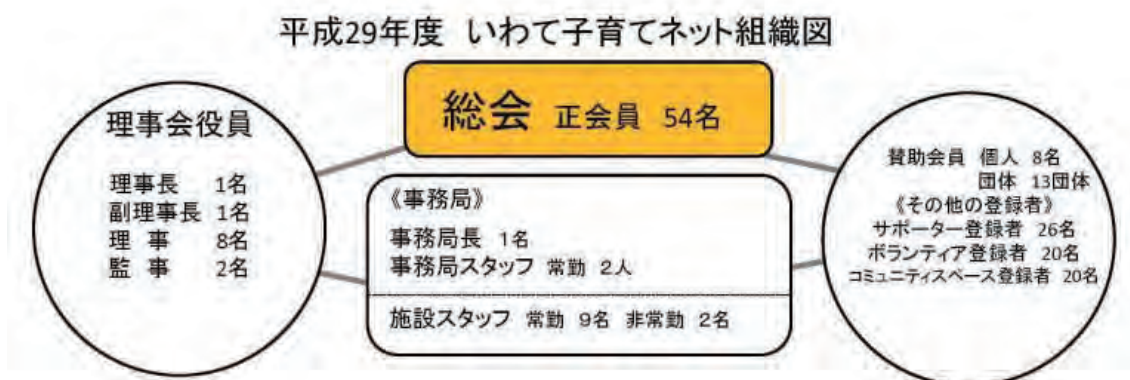 平成29年度 いわて子育てネット組織図
総会 正会員 54名
理事会役員
理事長 1名
副理事長 1名
理 事 8名
監 事 2名
《事務局》
事務局長 1名
事務局スタッフ 常勤 2人
施設スタッフ 常勤 9名 非常勤 2名
賛助会員 個人 8名
団体 13団体
《その他の登録者》
サポーター登録者 26名
ボランティア登録者 20名
コミュニティスペース登録者 20名